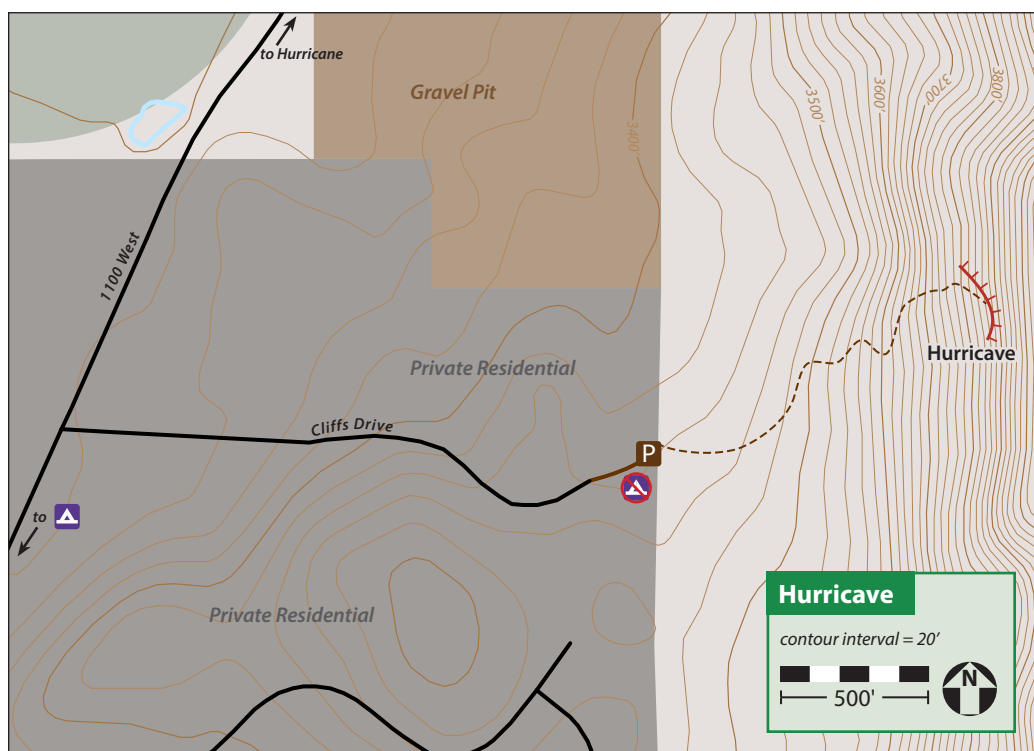 to Hurricane
Gravel Pit
3400'
3500'
3600'
3700'
3800'
1100 West
Hurricave
Private Residential
Cliffs Drive
P
to
Private Residential
Hurricave
contour interval = 20'
N
500'